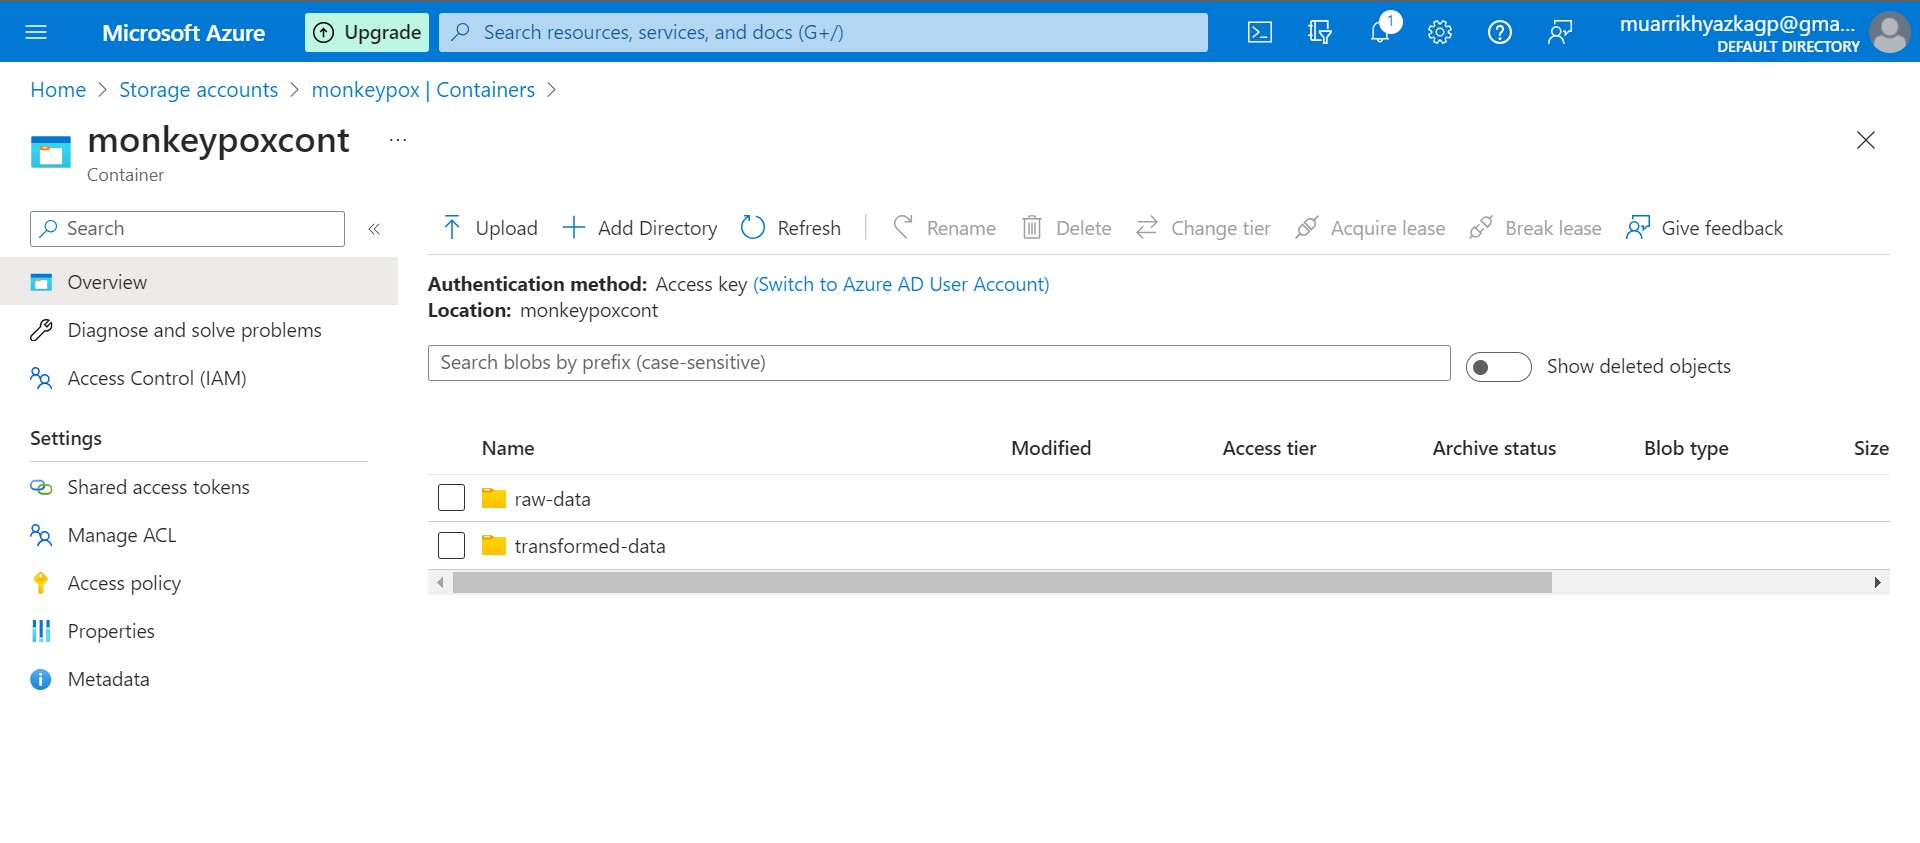 Microsoft Azure
Upgrade
Search resources, services, and docs (G+/)
1
muarrikhyazkagp@gma...
DEFAULT DIRECTORY
Home > Storage accounts > monkeypox | Containers >
monkeypoxcont ...
Container
Search
«
Overview
Diagnose and solve problems
Access Control (IAM)
Settings
Shared access tokens
Manage ACL
Access policy
Properties
Metadata
Upload Add Directory Refresh Rename Delete Change tier Acquire lease Break lease Give feedback
Authentication method: Access key (Switch to Azure AD User Account)
Location: monkeypoxcont
Search blobs by prefix (case-sensitive)
Show deleted objects
Name Modified Access tier Archive status Blob type Size
raw-data
transformed-data